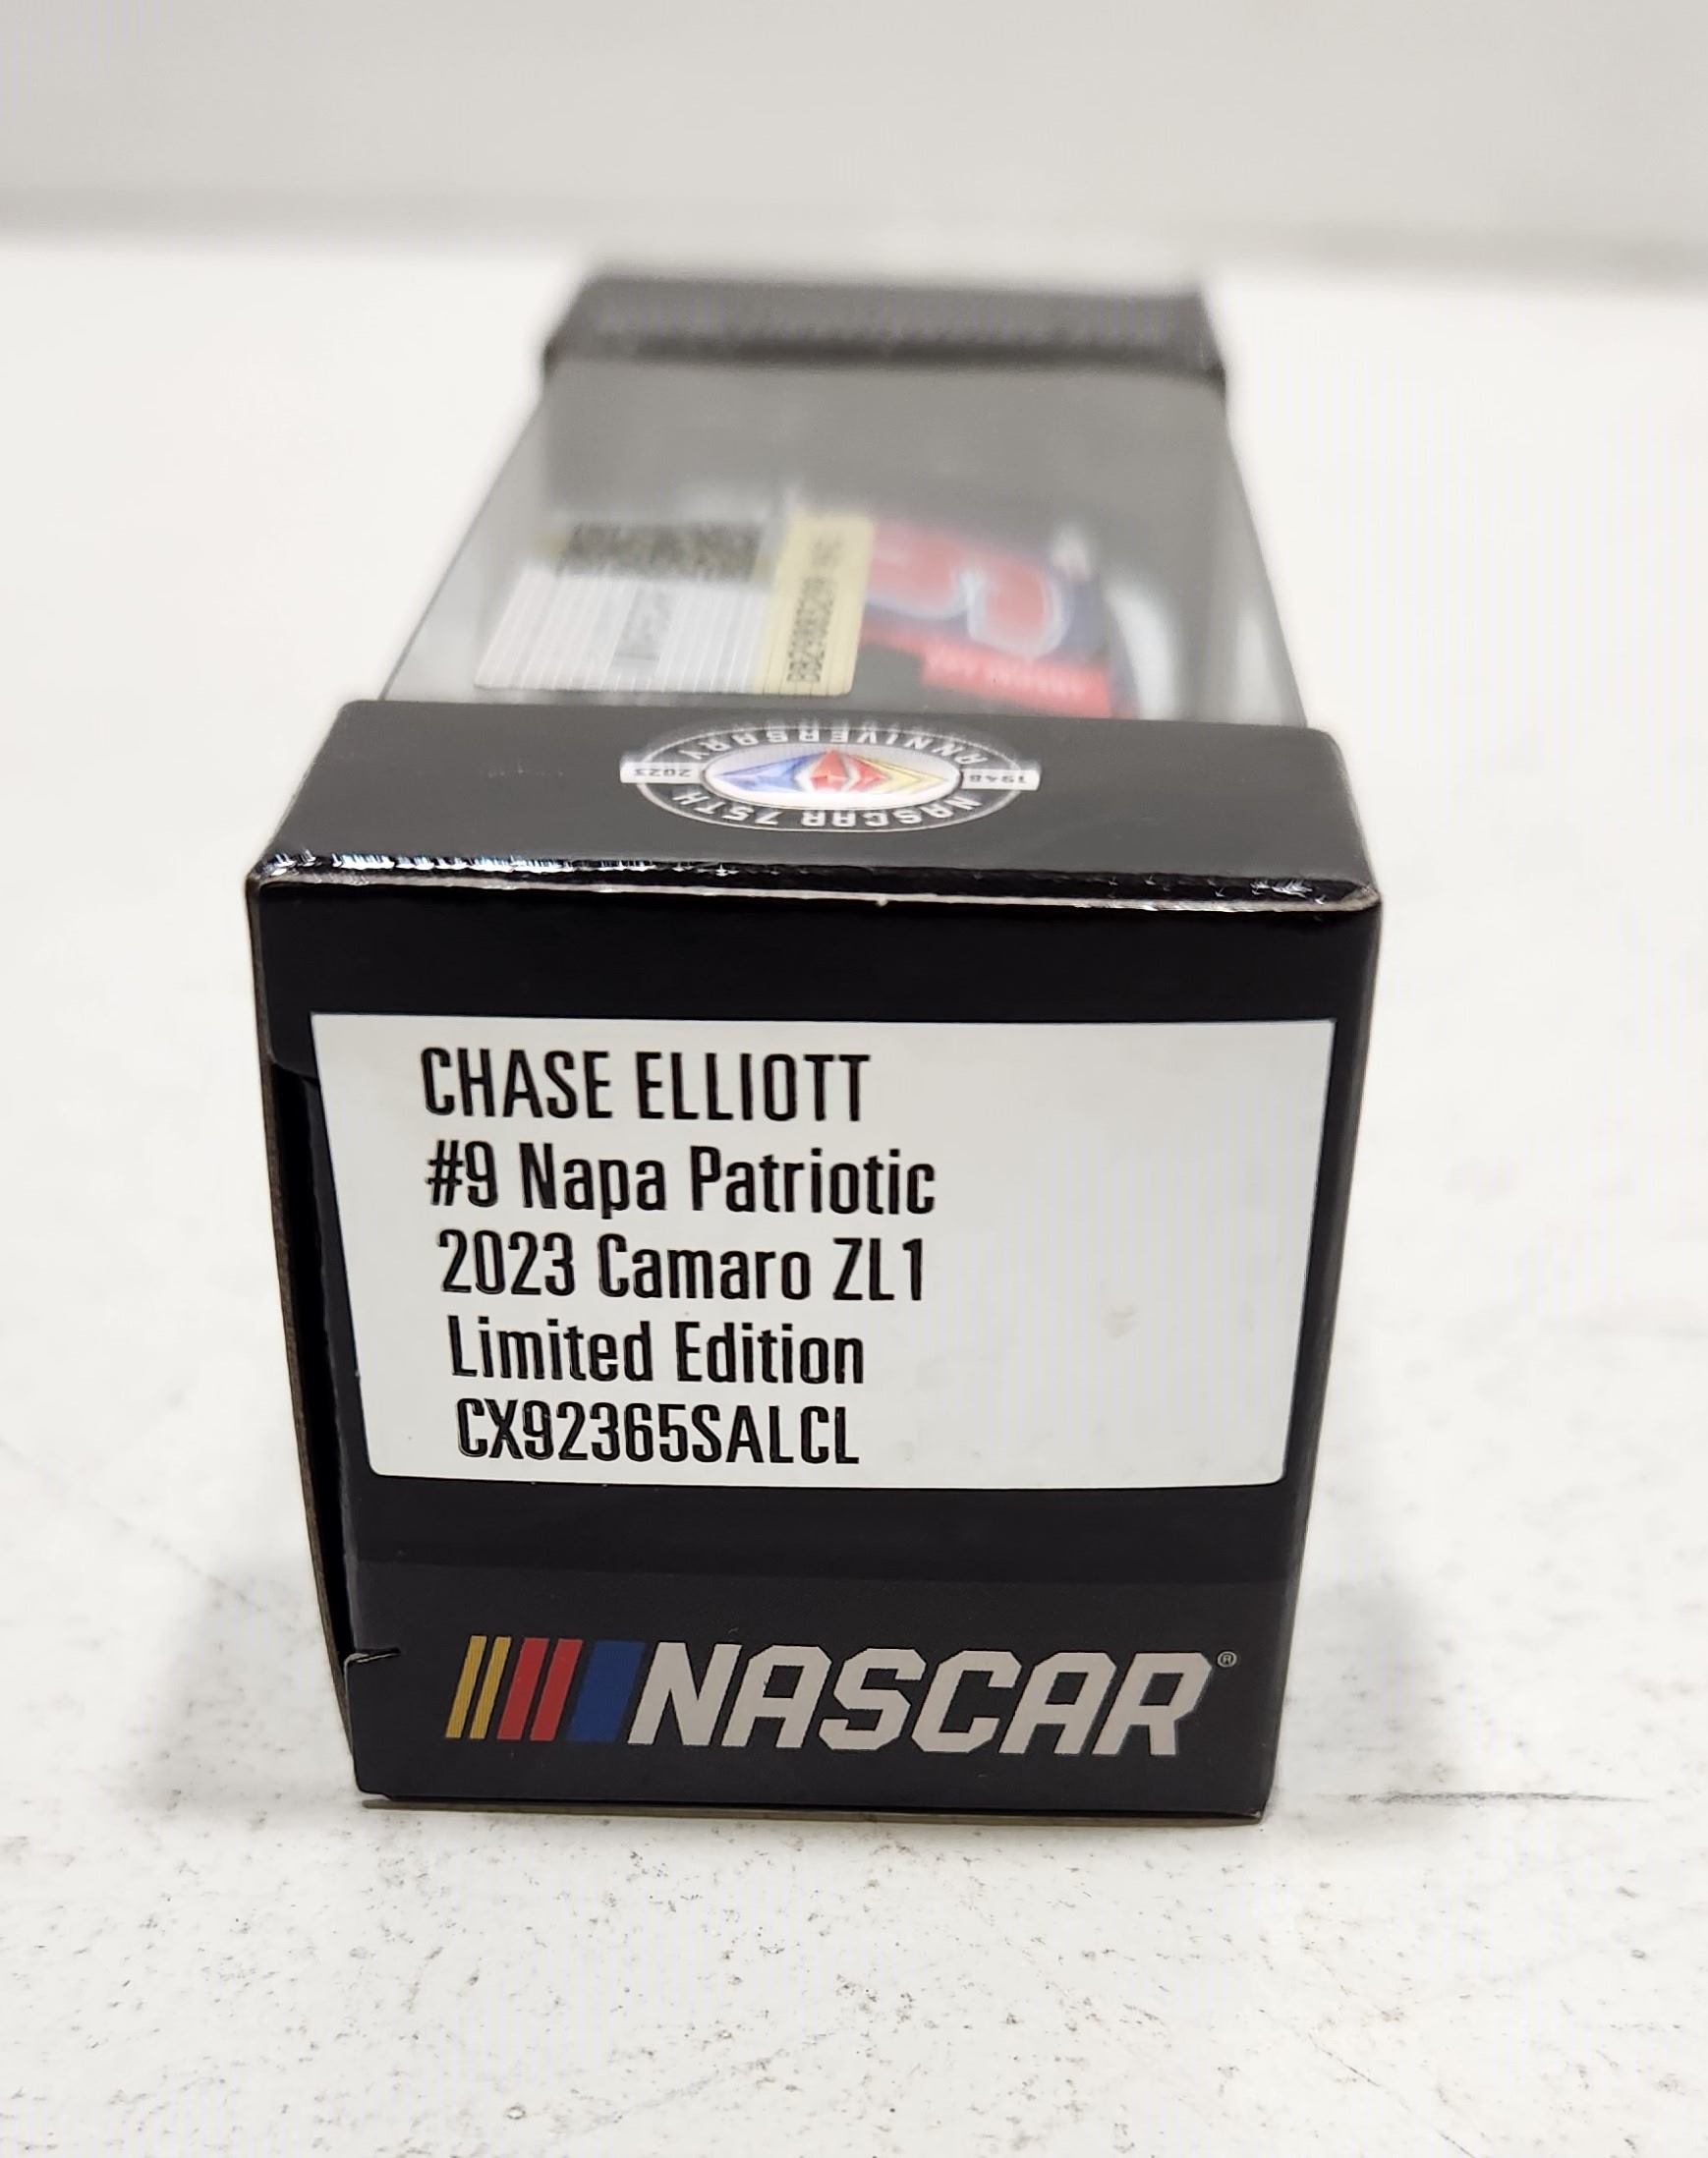 NASCAR 75TH ANNIVERSARY
1948 2023
CHASE ELLIOTT
#9 Napa Patriotic
2023 Camaro ZL1
Limited Edition
CX92365SALCL
NASCAR®